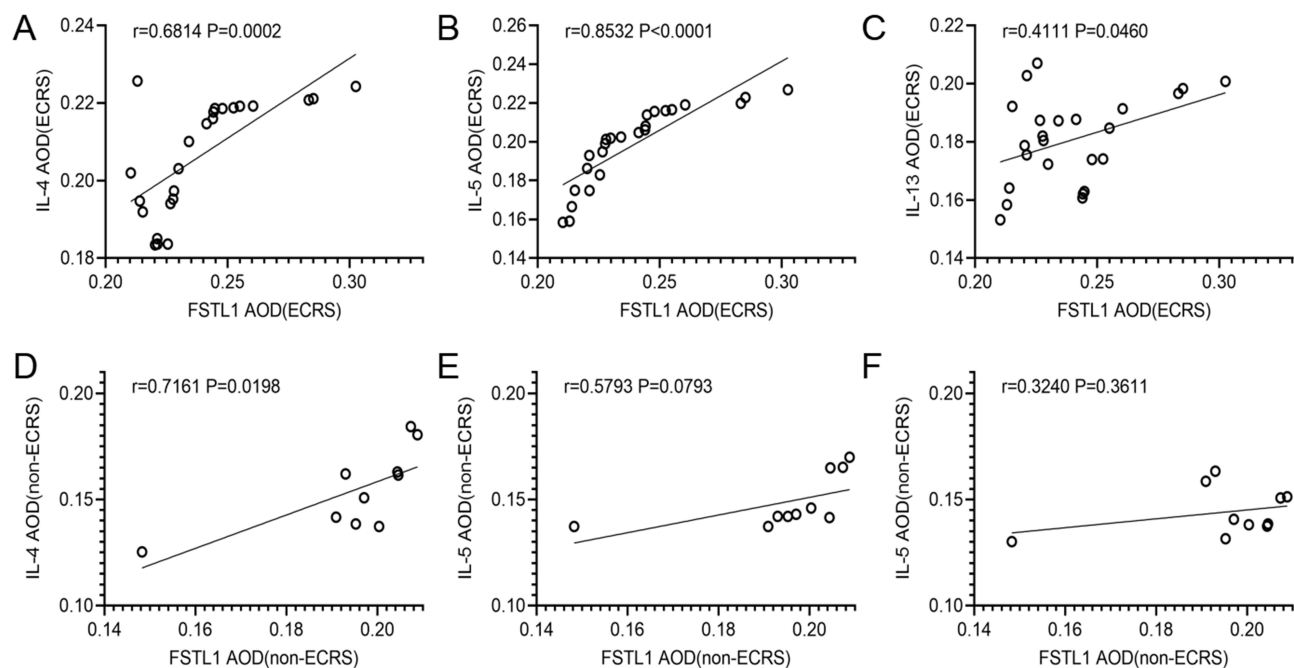 A
r=0.6814 P=0.0002
IL-4 AOD(ECRS)
0.24
0.22
0.20
0.18
0.20
0.25
0.30
FSTL1 AOD(ECRS)
B
r=0.8532 P<0.0001
IL-5 AOD(ECRS)
0.26
0.24
0.22
0.20
0.18
0.16
0.14
0.20
0.25
0.30
FSTL1 AOD(ECRS)
C
r=0.4111 P=0.0460
IL-13 AOD(ECRS)
0.22
0.20
0.18
0.16
0.14
0.20
0.25
0.30
FSTL1 AOD(ECRS)
D
r=0.7161 P=0.0198
IL-4 AOD(non-ECRS)
0.20
0.15
0.10
0.14
0.16
0.18
0.20
FSTL1 AOD(non-ECRS)
E
r=0.5793 P=0.0793
IL-5 AOD(non-ECRS)
0.20
0.15
0.10
0.14
0.16
0.18
0.20
FSTL1 AOD(non-ECRS)
F
r=0.3240 P=0.3611
IL-5 AOD(non-ECRS)
0.20
0.15
0.10
0.14
0.16
0.18
0.20
FSTL1 AOD(non-ECRS)